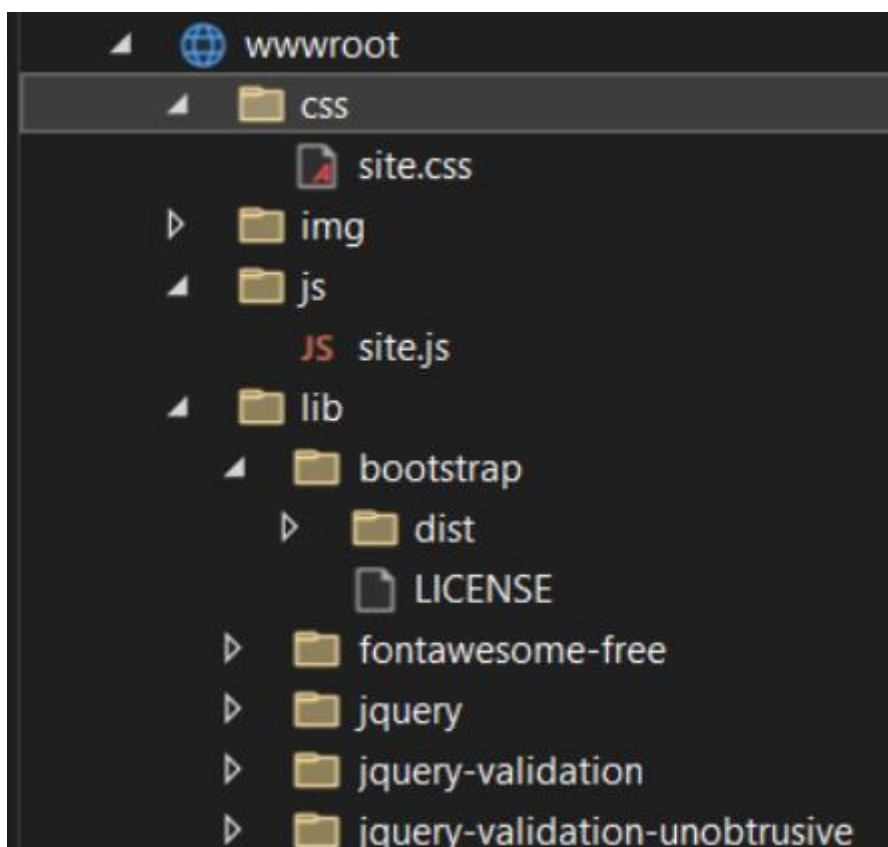 wwwroot
css
site.css
img
js
JS site.js
lib
bootstrap
dist
LICENSE
fontawesome-free
jquery
jquery-validation
jquery-validation-unobtrusive